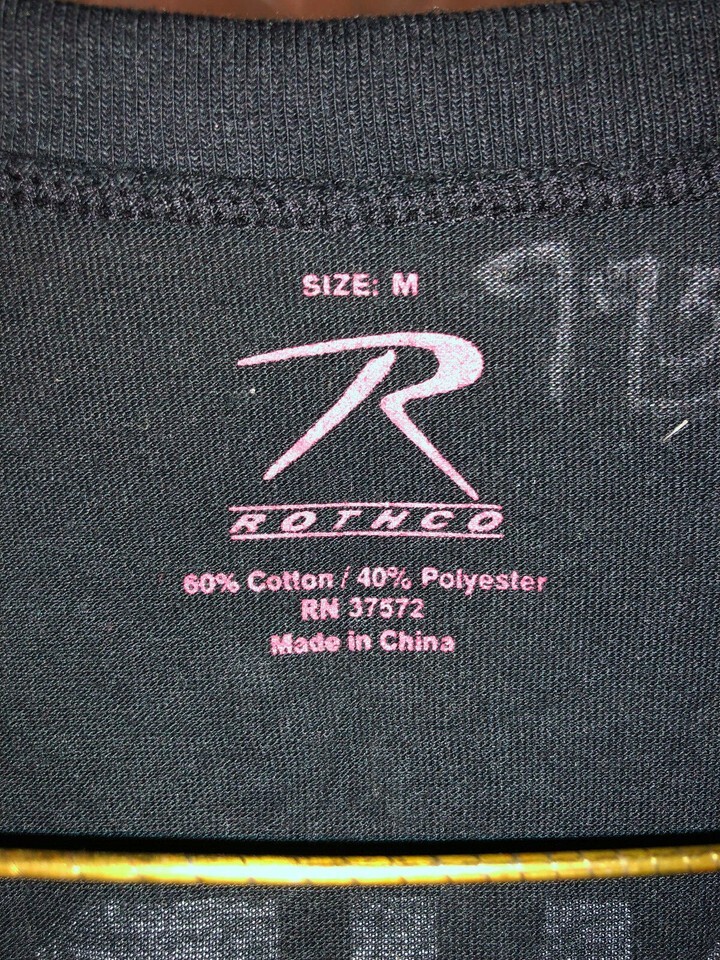 SIZE: M
R
ROTHCO
60% Cotton / 40% Polyester
RN 37572
Made in China